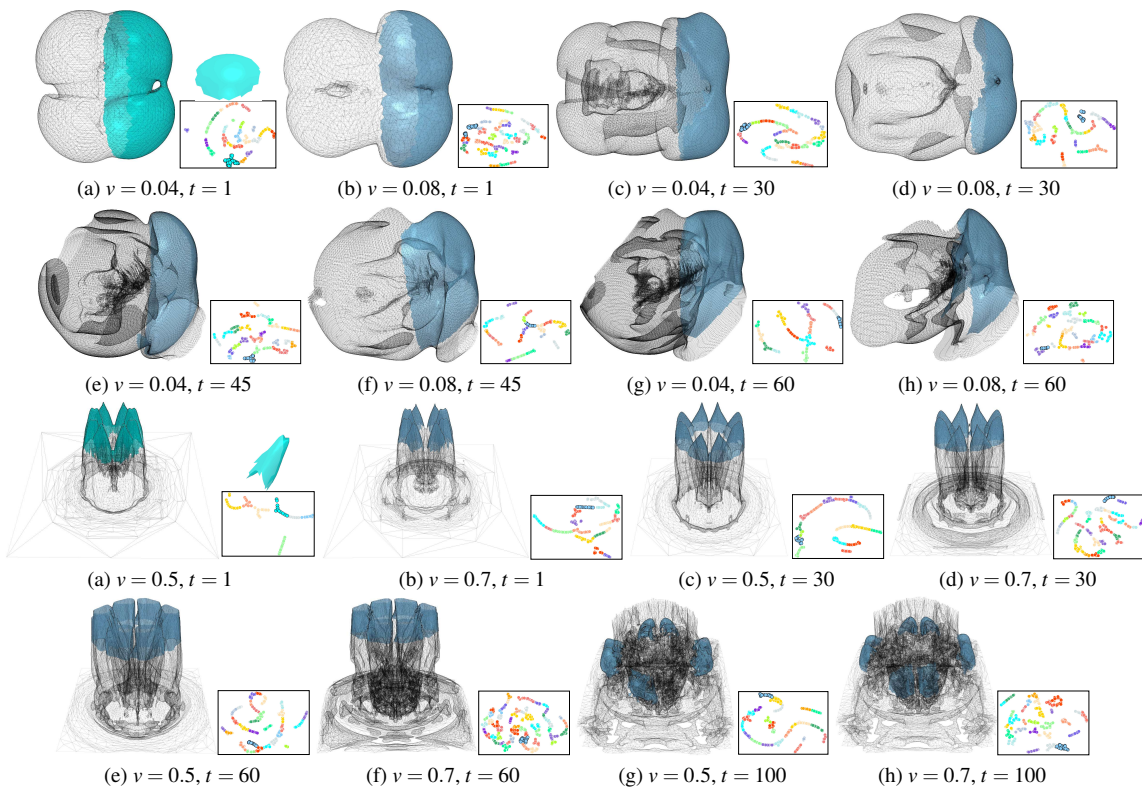 (a) v = 0.04, t = 1
(b) v = 0.08, t = 1
(c) v = 0.04, t = 30
(d) v = 0.08, t = 30
(e) v = 0.04, t = 45
(f) v = 0.08, t = 45
(g) v = 0.04, t = 60
(h) v = 0.08, t = 60
(a) v = 0.5, t = 1
(b) v = 0.7, t = 1
(c) v = 0.5, t = 30
(d) v = 0.7, t = 30
(e) v = 0.5, t = 60
(f) v = 0.7, t = 60
(g) v = 0.5, t = 100
(h) v = 0.7, t = 100